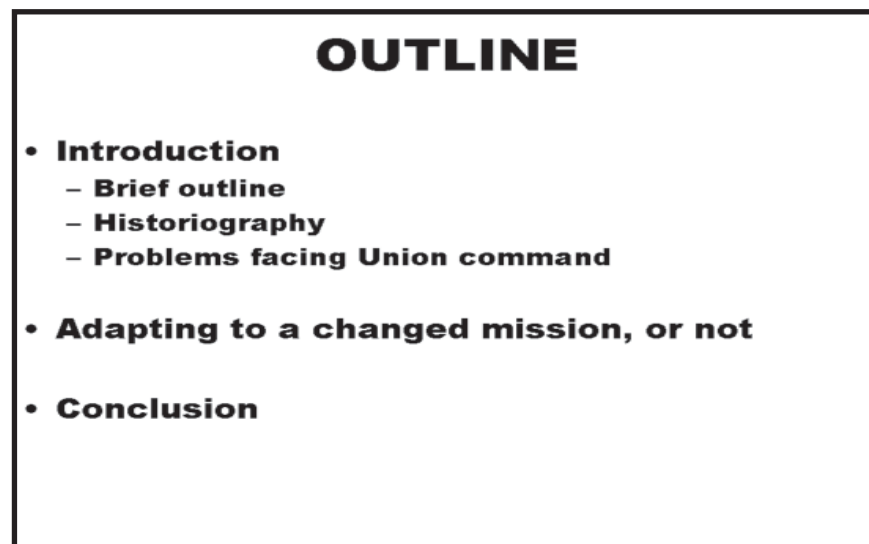 OUTLINE
• Introduction
– Brief outline
– Historiography
– Problems facing Union command
• Adapting to a changed mission, or not
• Conclusion